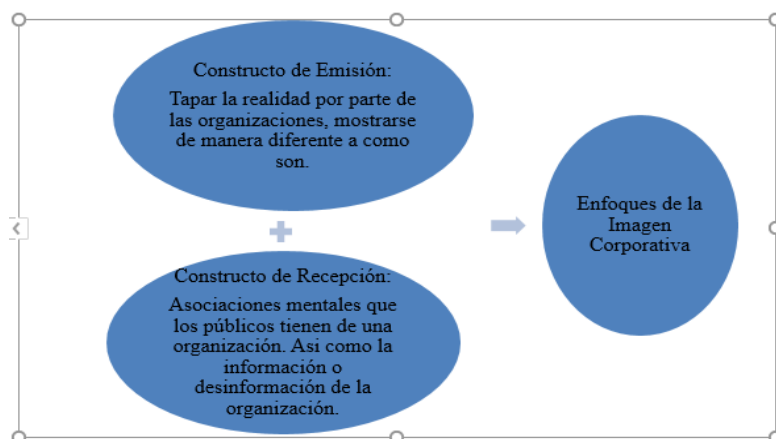 Constructo de Emisión:
Tapar la realidad por parte de
las organizaciones, mostrarse
de manera diferente a como
son.
Constructo de Recepción:
Asociaciones mentales que
los públicos tienen de una
organización. Asi como la
información o
desinformación de la
organización.
Enfoques de la
Imagen
Corporativa